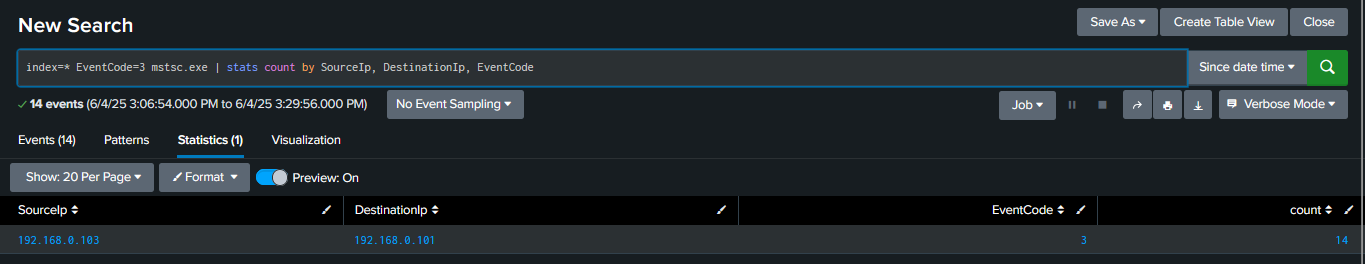 New Search
Save As
Create Table View
Close
index=* EventCode=3 mstsc.exe | stats count by SourceIp, DestinationIp, EventCode
Since date time
14 events (6/4/25 3:06:54.000 PM to 6/4/25 3:29:56.000 PM)
No Event Sampling
Job
Verbose Mode
Events (14)
Patterns
Statistics (1)
Visualization
Show: 20 Per Page
Format
Preview: On
SourceIp
DestinationIp
EventCode
count
192.168.0.103
192.168.0.101
3
14